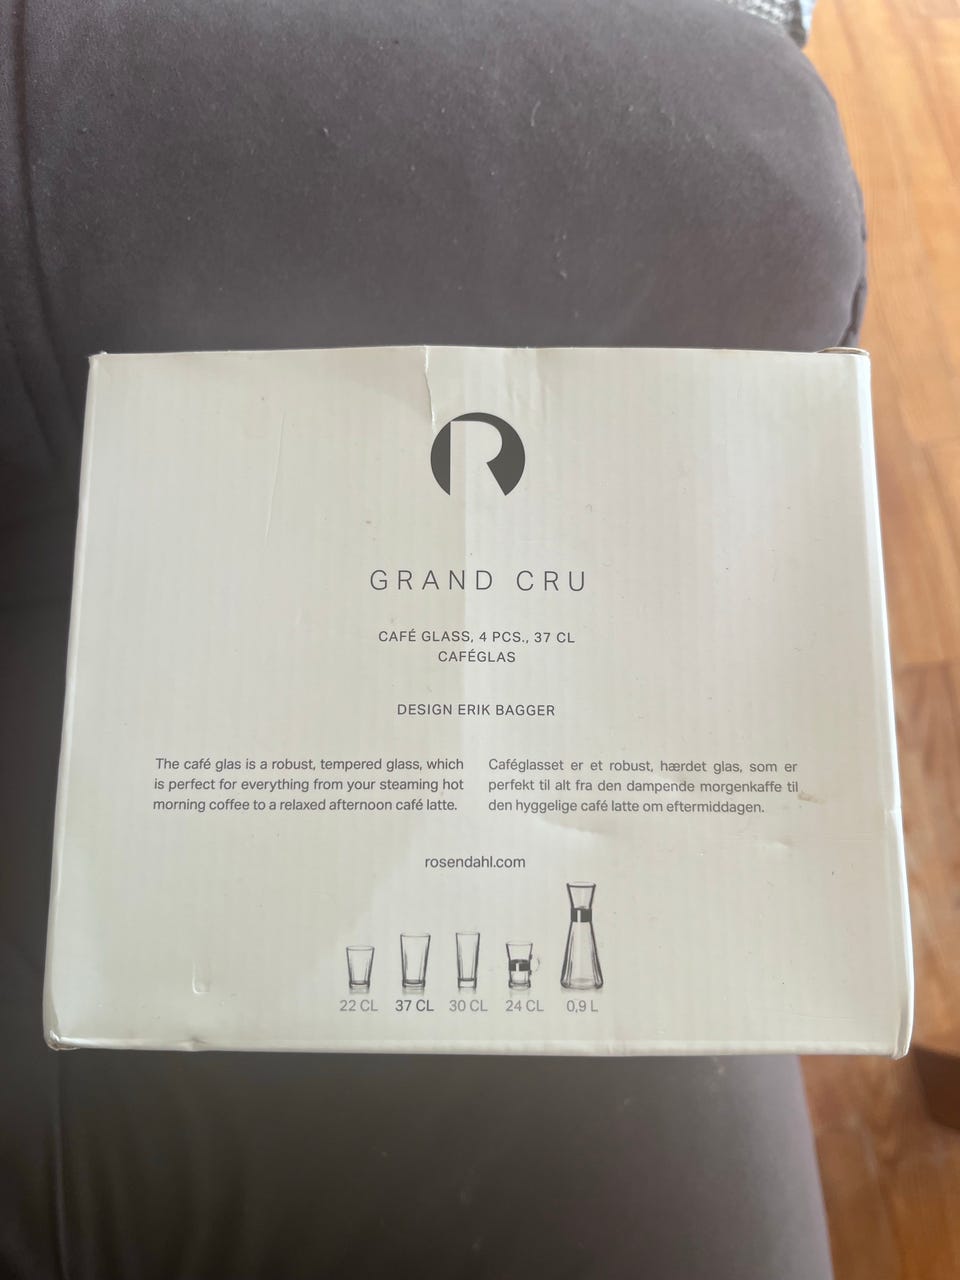 R
GRAND CRU
CAFÉ GLASS, 4 PCS., 37 CL
CAFÉGLAS
DESIGN ERIK BAGGER
The café glas is a robust, tempered glass, which
is perfect for everything from your steaming hot
morning coffee to a relaxed afternoon café latte.
Caféglasset er et robust, hærdet glas, som er
perfekt til alt fra den dampende morgenkaffe til
den hyggelige café latte om eftermiddagen.
rosendahl.com
22 CL 37 CL 30 CL 24 CL 0,9 L